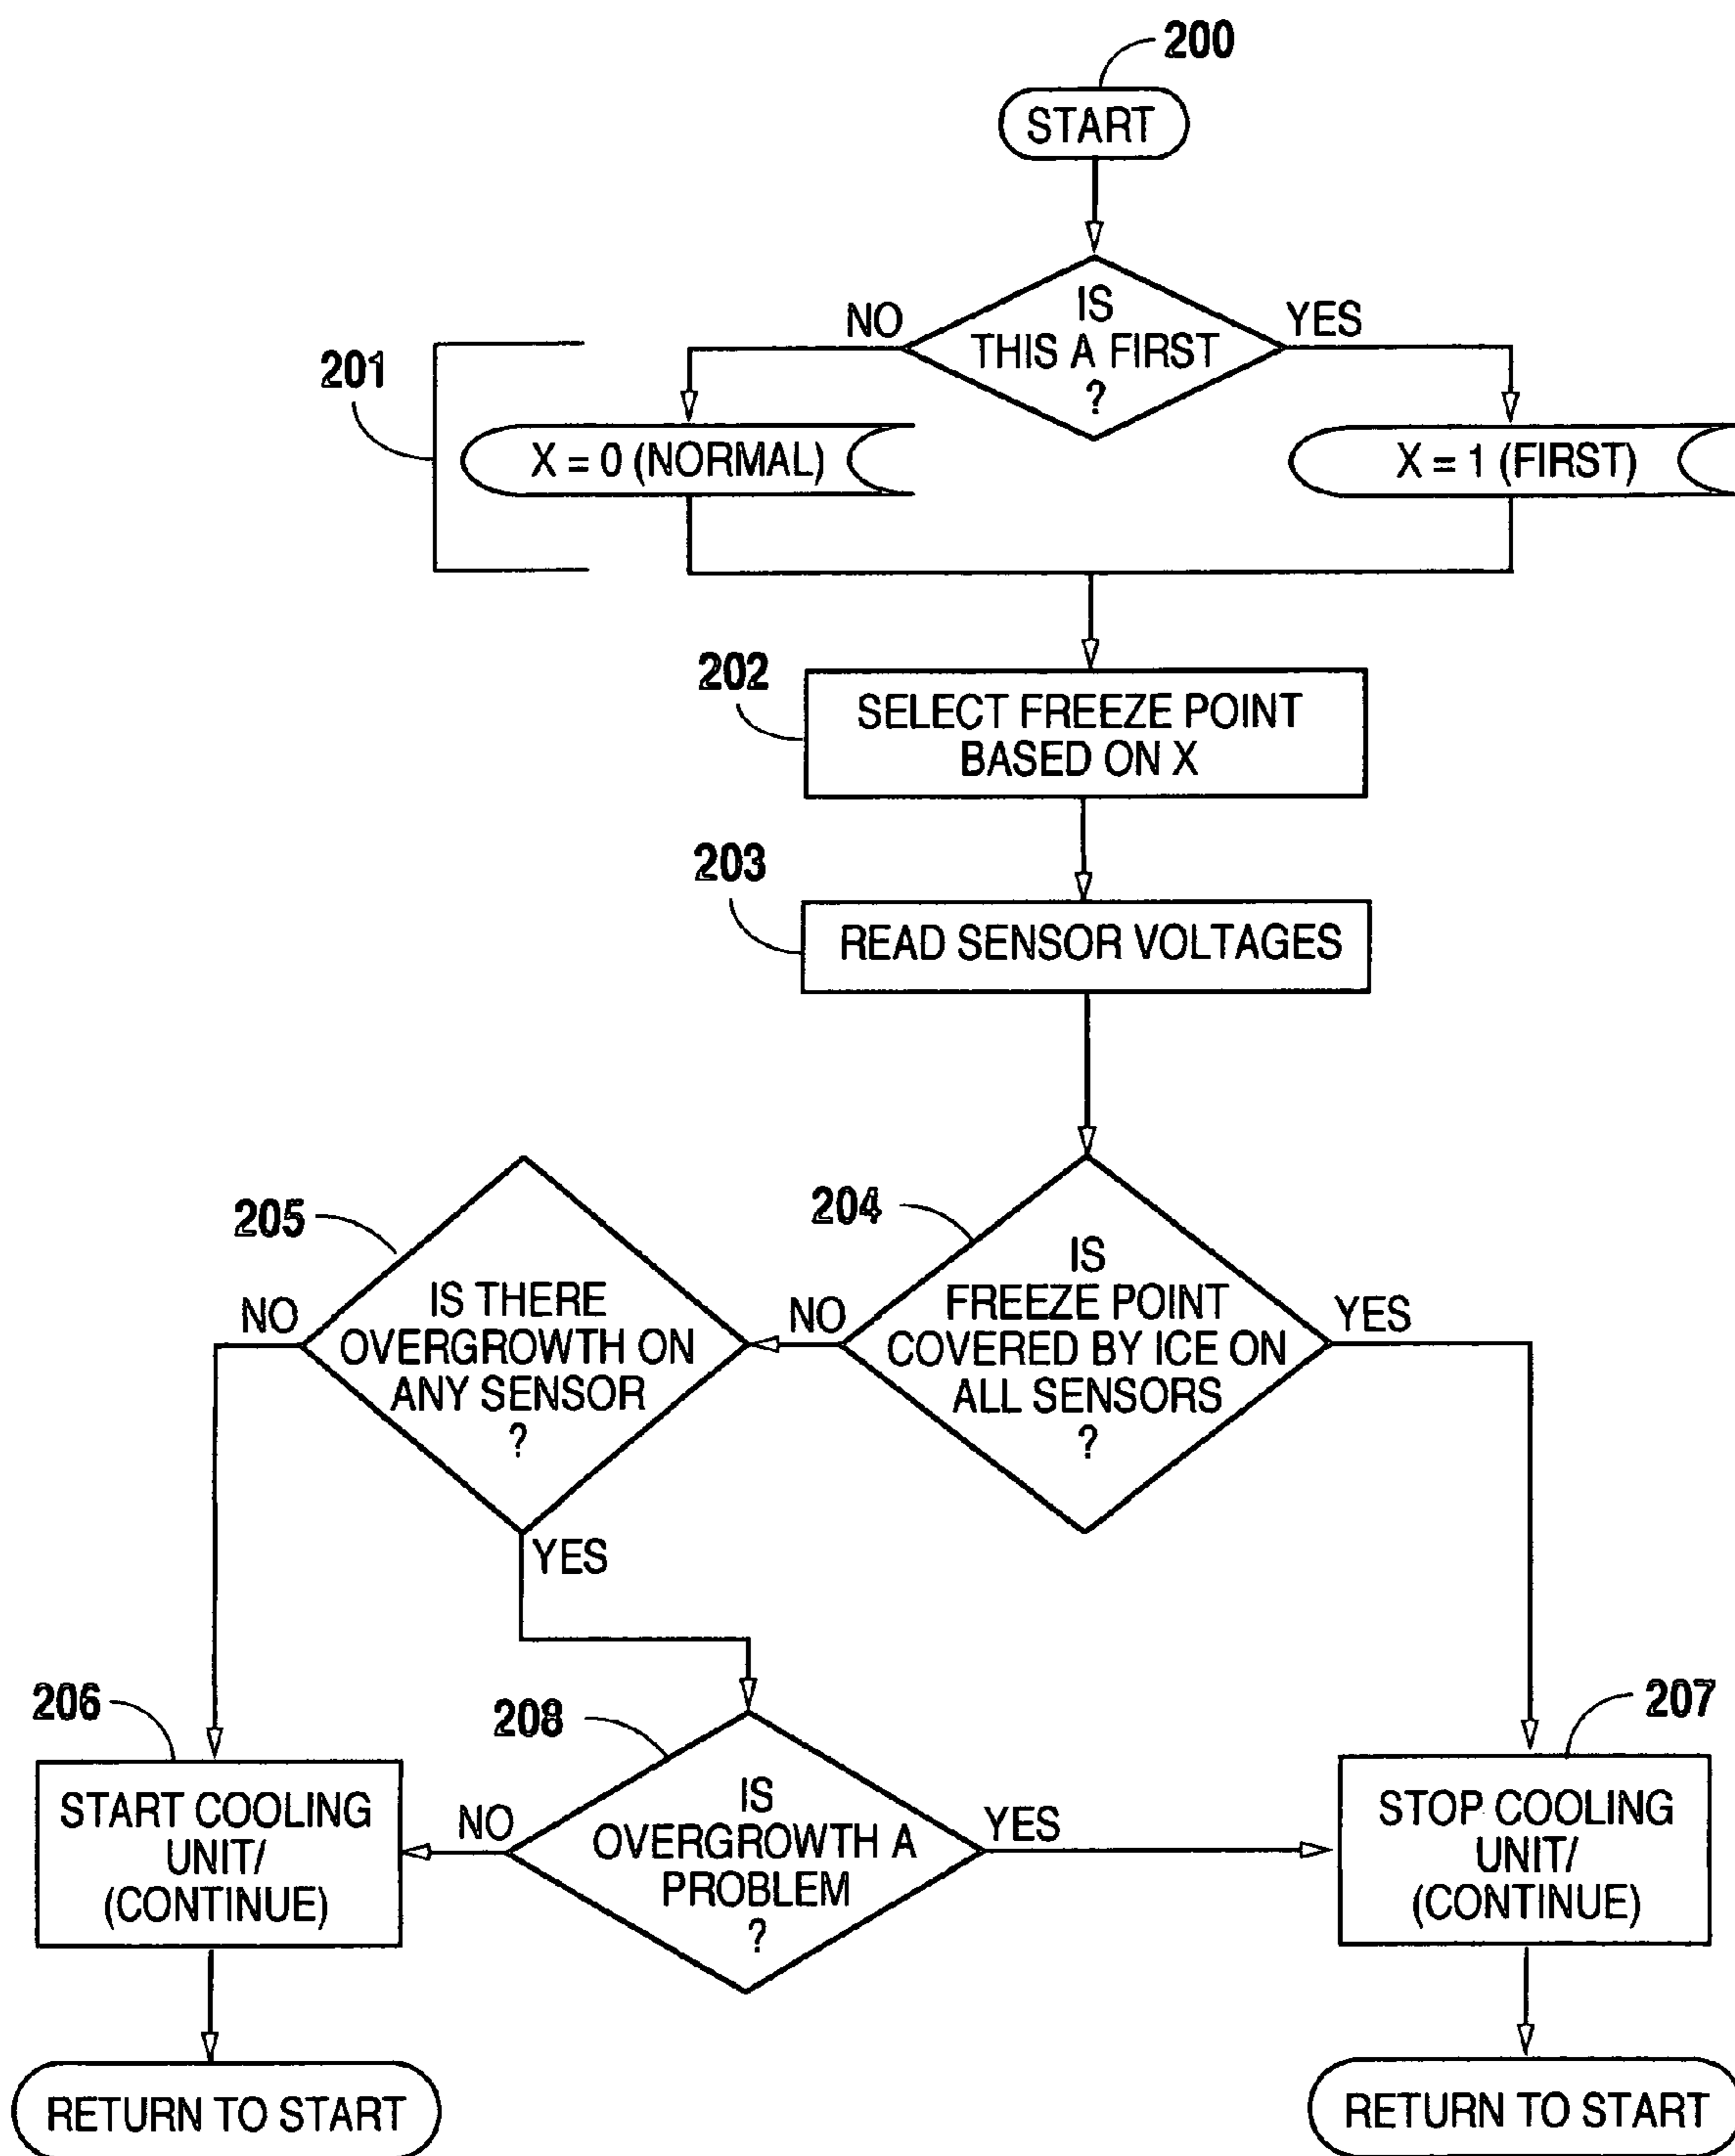 200
START
IS
THIS A FIRST
?
NO
YES
201
X = 0 (NORMAL)
X = 1 (FIRST)
202
SELECT FREEZE POINT
BASED ON X
203
READ SENSOR VOLTAGES
204
IS
FREEZE POINT
COVERED BY ICE ON
ALL SENSORS
?
NO
YES
205
IS THERE
OVERGROWTH ON
ANY SENSOR
?
NO
YES
206
START COOLING
UNIT/
(CONTINUE)
208
IS
OVERGROWTH A
PROBLEM
?
NO
YES
207
STOP COOLING
UNIT/
(CONTINUE)
RETURN TO START
RETURN TO START